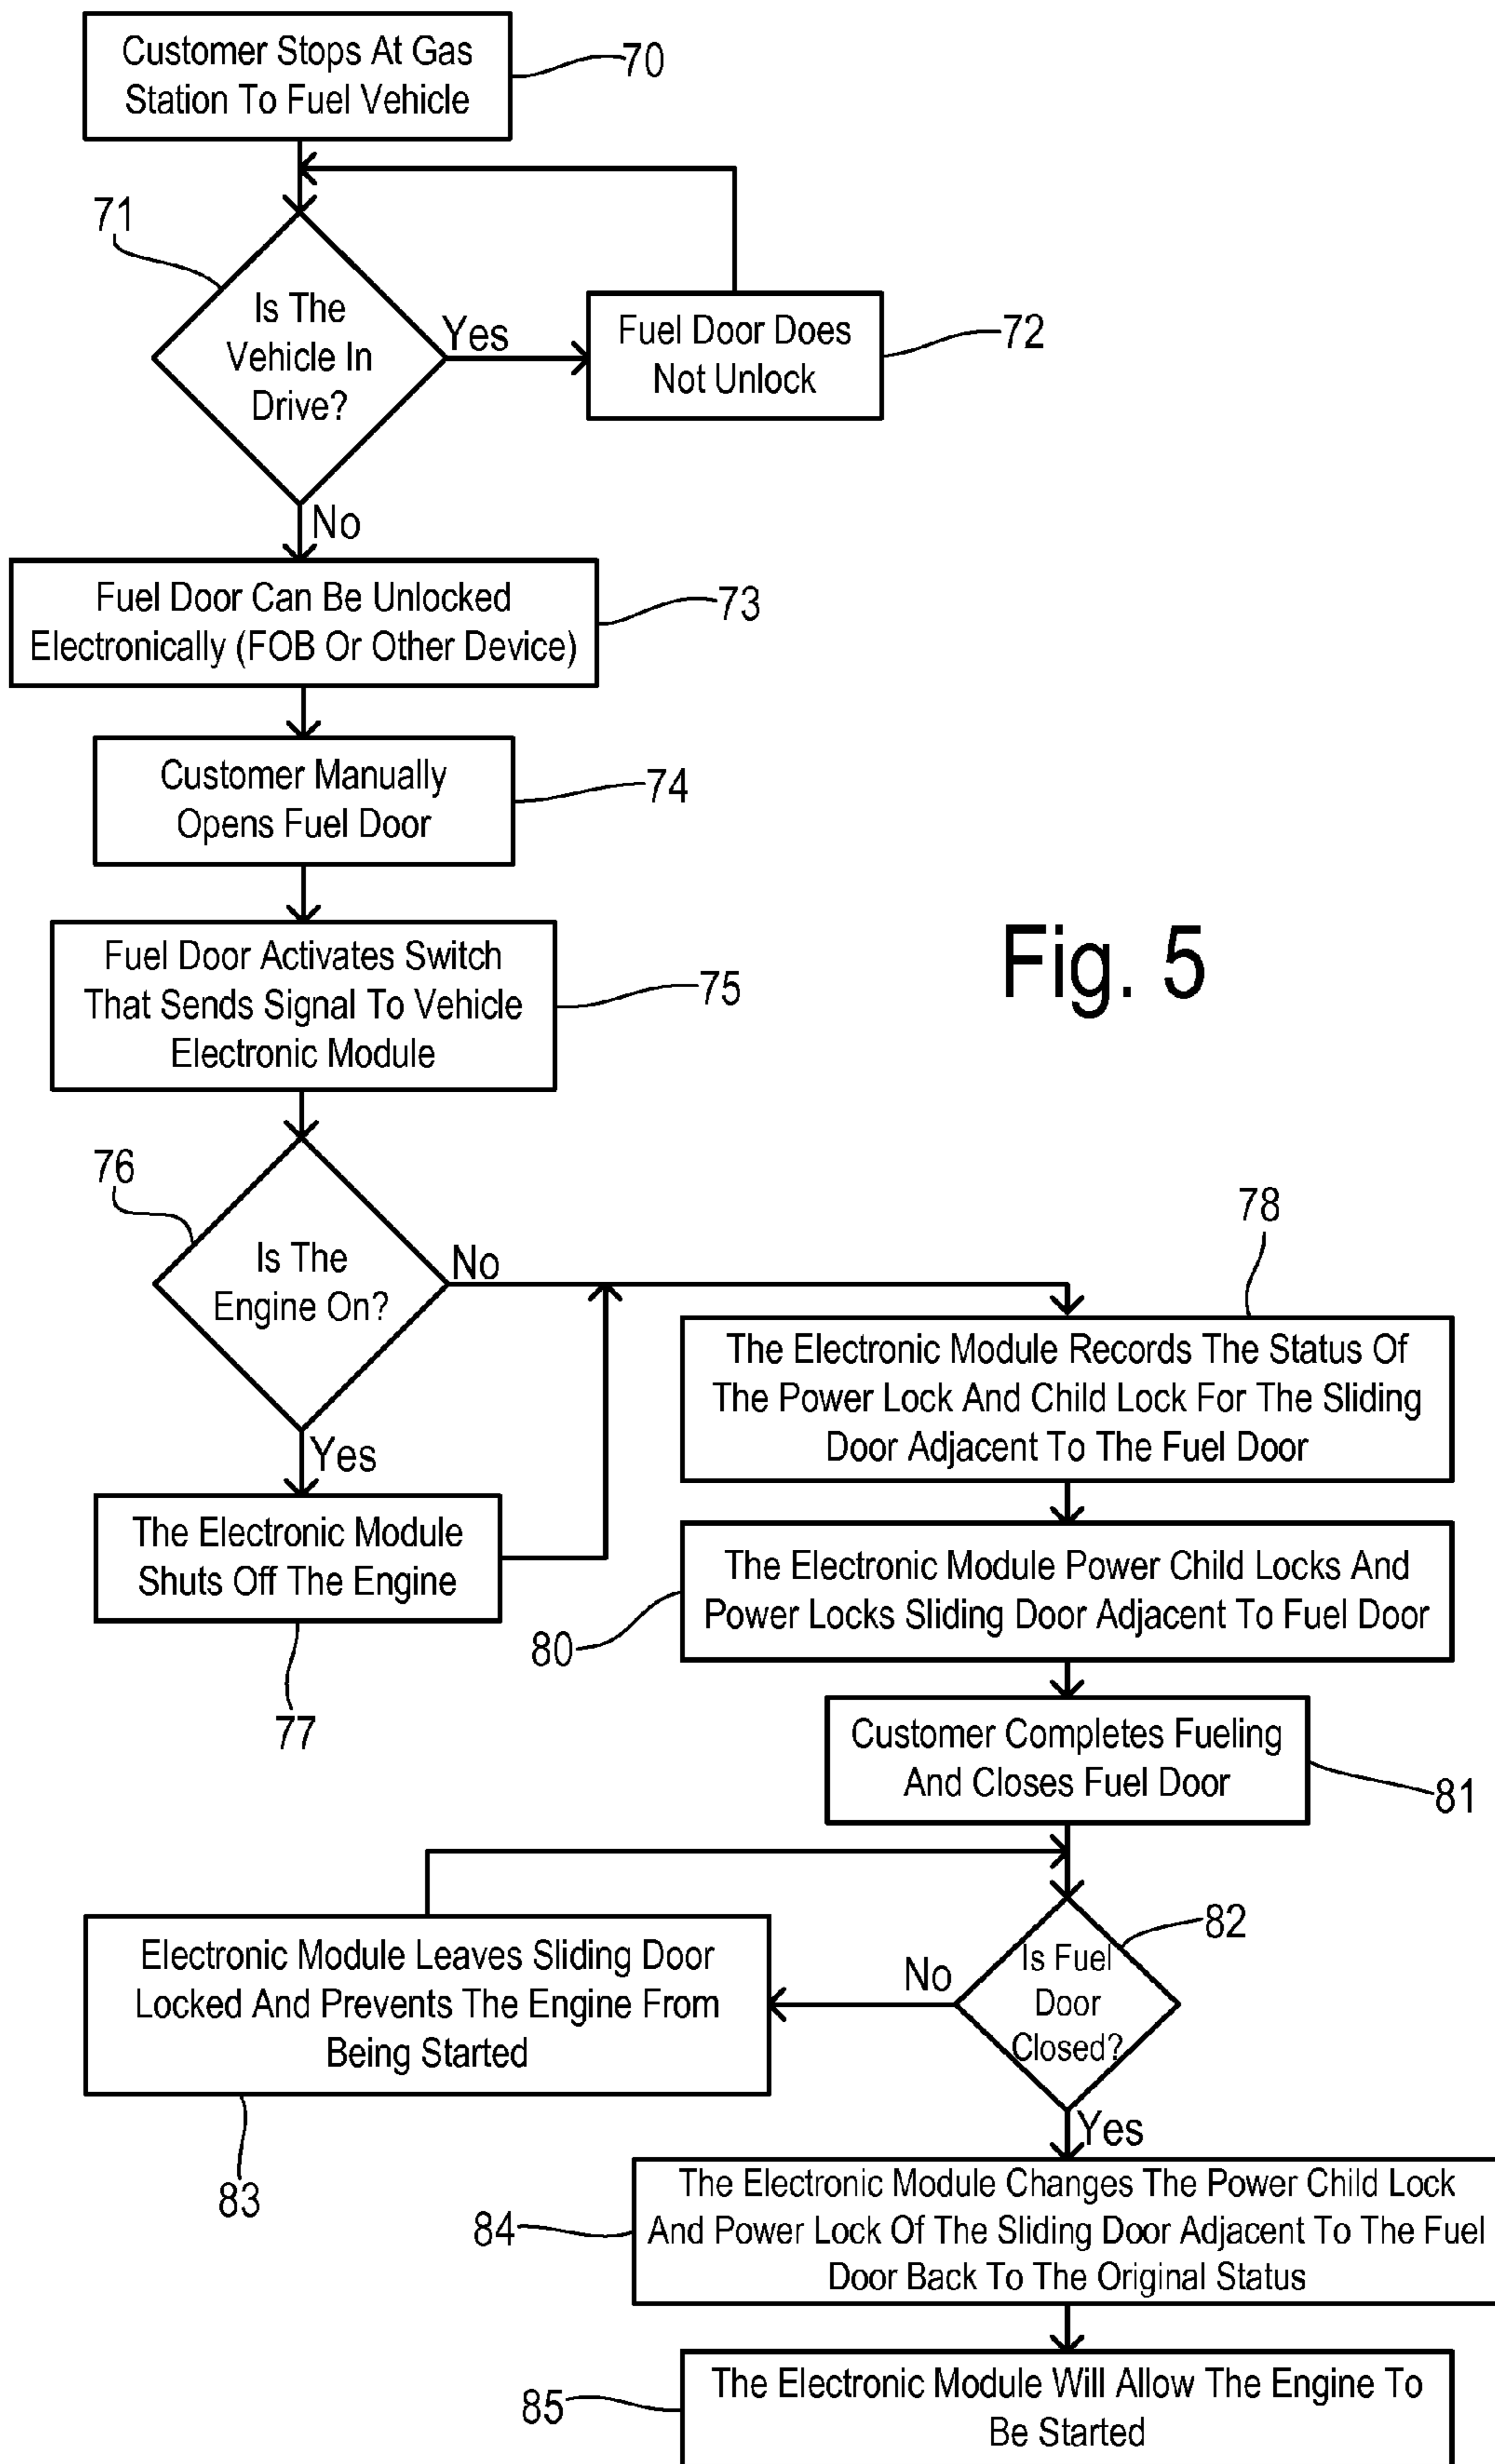 Customer Stops At Gas
Station To Fuel Vehicle
70
71
Is The
Vehicle In
Drive?
Yes
Fuel Door Does
Not Unlock
72
No
Fuel Door Can Be Unlocked
Electronically (FOB Or Other Device)
73
Customer Manually
Opens Fuel Door
74
Fuel Door Activates Switch
That Sends Signal To Vehicle
Electronic Module
75
Fig. 5
76
Is The
Engine On?
No
Yes
The Electronic Module
Shuts Off The Engine
77
78
The Electronic Module Records The Status Of
The Power Lock And Child Lock For The Sliding
Door Adjacent To The Fuel Door
The Electronic Module Power Child Locks And
Power Locks Sliding Door Adjacent To Fuel Door
80
Customer Completes Fueling
And Closes Fuel Door
81
82
Is Fuel
Door
Closed?
No
Electronic Module Leaves Sliding Door
Locked And Prevents The Engine From
Being Started
83
Yes
The Electronic Module Changes The Power Child Lock
And Power Lock Of The Sliding Door Adjacent To The Fuel
Door Back To The Original Status
84
The Electronic Module Will Allow The Engine To
Be Started
85